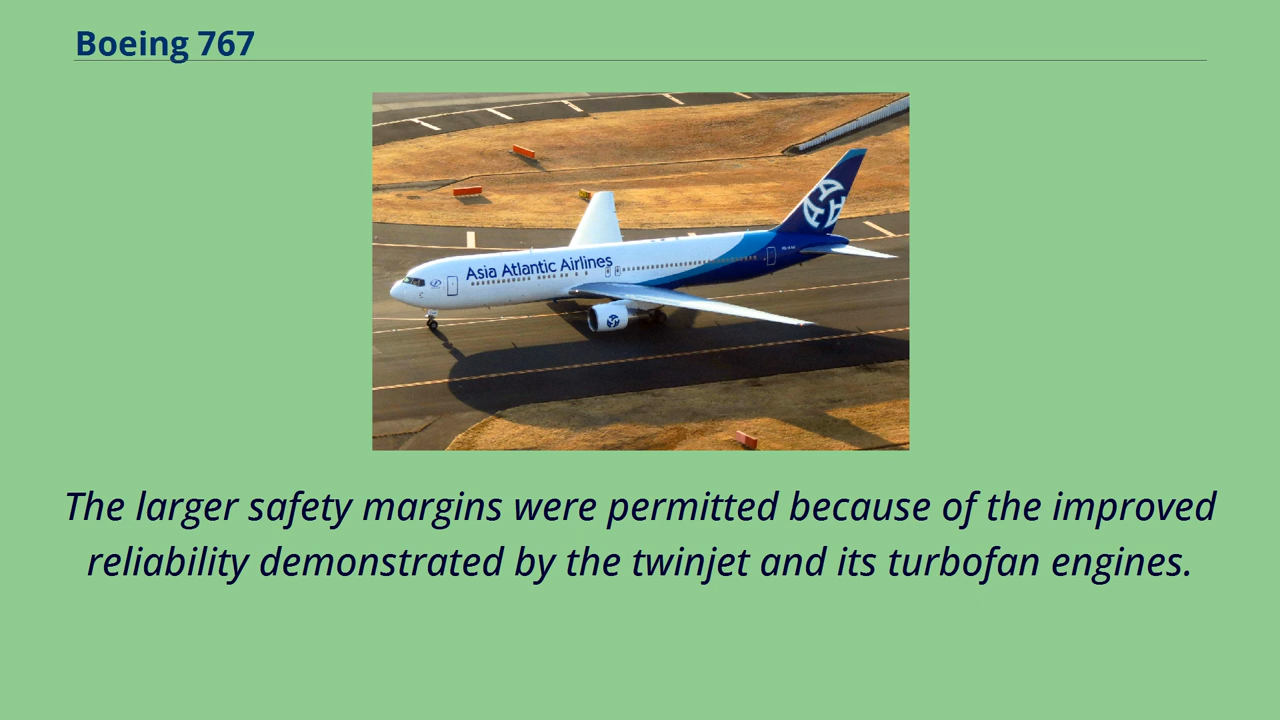 Boeing 767
Asia Atlantic Airlines
The larger safety margins were permitted because of the improved
reliability demonstrated by the twinjet and its turbofan engines.